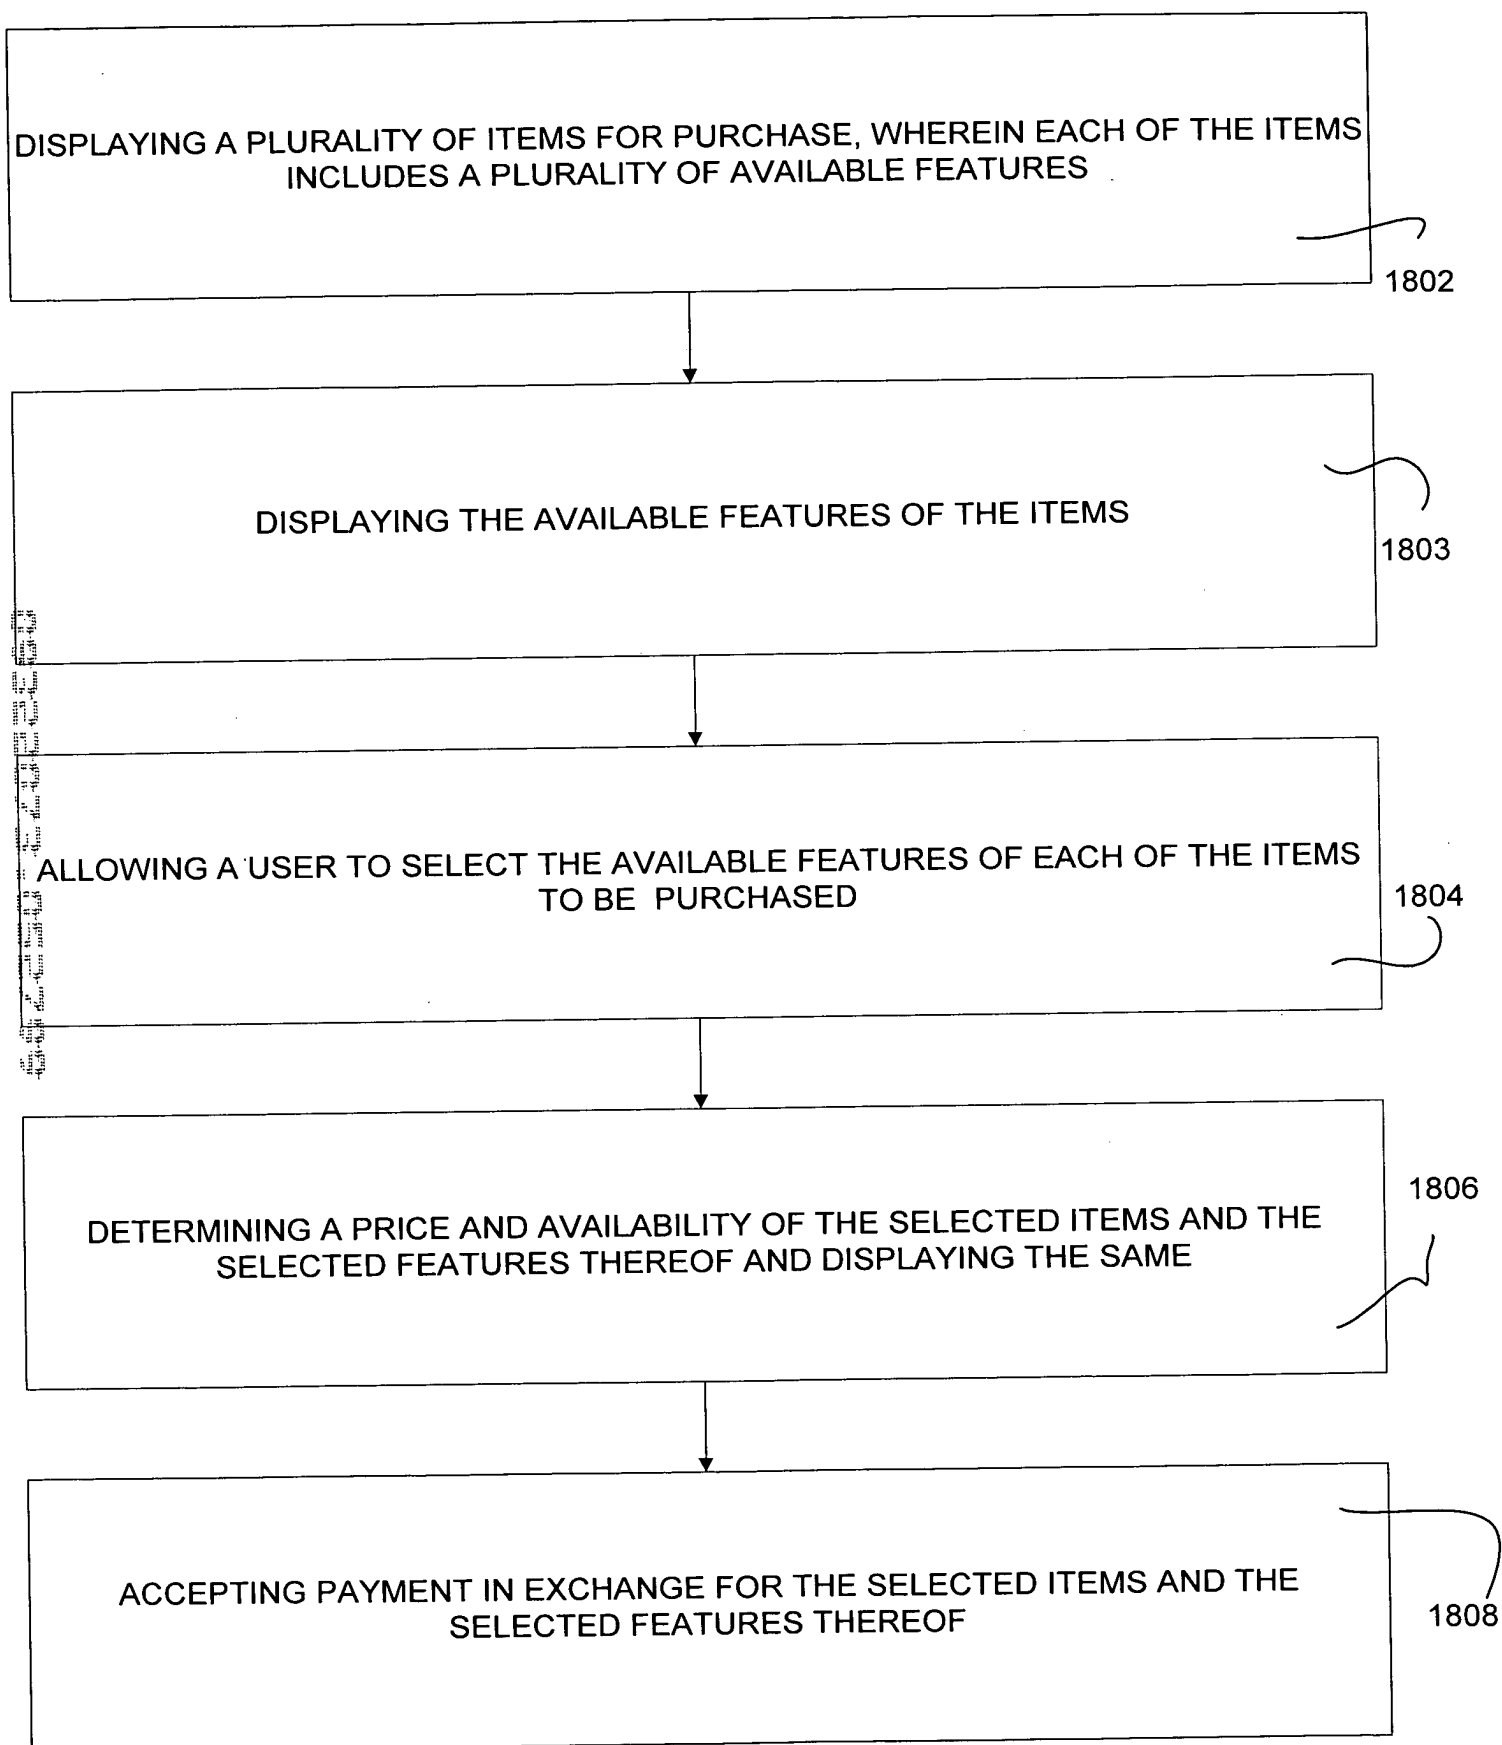 DISPLAYING A PLURALITY OF ITEMS FOR PURCHASE, WHEREIN EACH OF THE ITEMS
INCLUDES A PLURALITY OF AVAILABLE FEATURES
1802
DISPLAYING THE AVAILABLE FEATURES OF THE ITEMS
1803
ALLOWING A USER TO SELECT THE AVAILABLE FEATURES OF EACH OF THE ITEMS
TO BE PURCHASED
1804
DETERMINING A PRICE AND AVAILABILITY OF THE SELECTED ITEMS AND THE
SELECTED FEATURES THEREOF AND DISPLAYING THE SAME
1806
ACCEPTING PAYMENT IN EXCHANGE FOR THE SELECTED ITEMS AND THE
SELECTED FEATURES THEREOF
1808